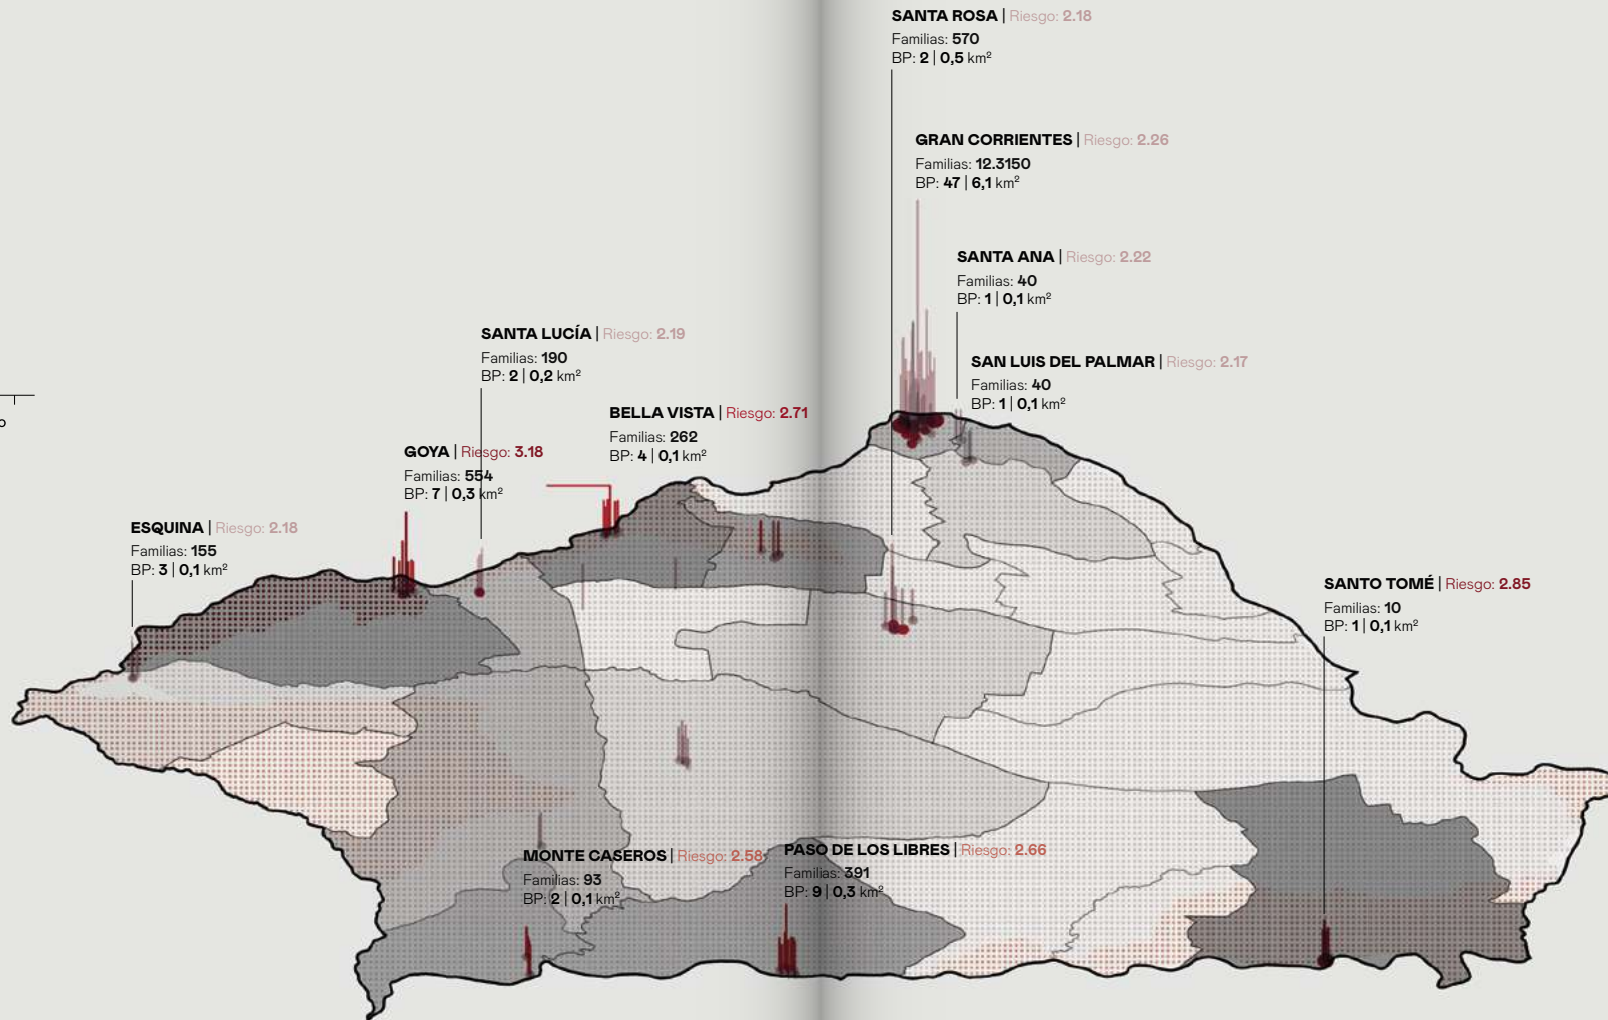 SANTA ROSA | Riesgo: 2.18
Familias: 570
BP: 2 | 0,5 km²
GRAN CORRIENTES | Riesgo: 2.26
Familias: 12.3150
BP: 47 | 6,1 km²
SANTA ANA | Riesgo: 2.22
Familias: 40
BP: 1 | 0,1 km²
SANTA LUCÍA | Riesgo: 2.19
Familias: 190
BP: 2 | 0,2 km²
SAN LUIS DEL PALMAR | Riesgo: 2.17
Familias: 40
BP: 1 | 0,1 km²
BELLA VISTA | Riesgo: 2.71
Familias: 262
BP: 4 | 0,1 km²
o
GOYA | Riesgo: 3.18
Familias: 554
BP: 7 | 0,3 km²
ESQUINA | Riesgo: 2.18
Familias: 155
BP: 3 | 0,1 km²
SANTO TOMÉ | Riesgo: 2.85
Familias: 10
BP: 1 | 0,1 km²
MONTE CASEROS | Riesgo: 2.58
Familias: 93
BP: 2 | 0,1 km²
PASO DE LOS LIBRES | Riesgo: 2.66
Familias: 391
BP: 9 | 0,3 km²